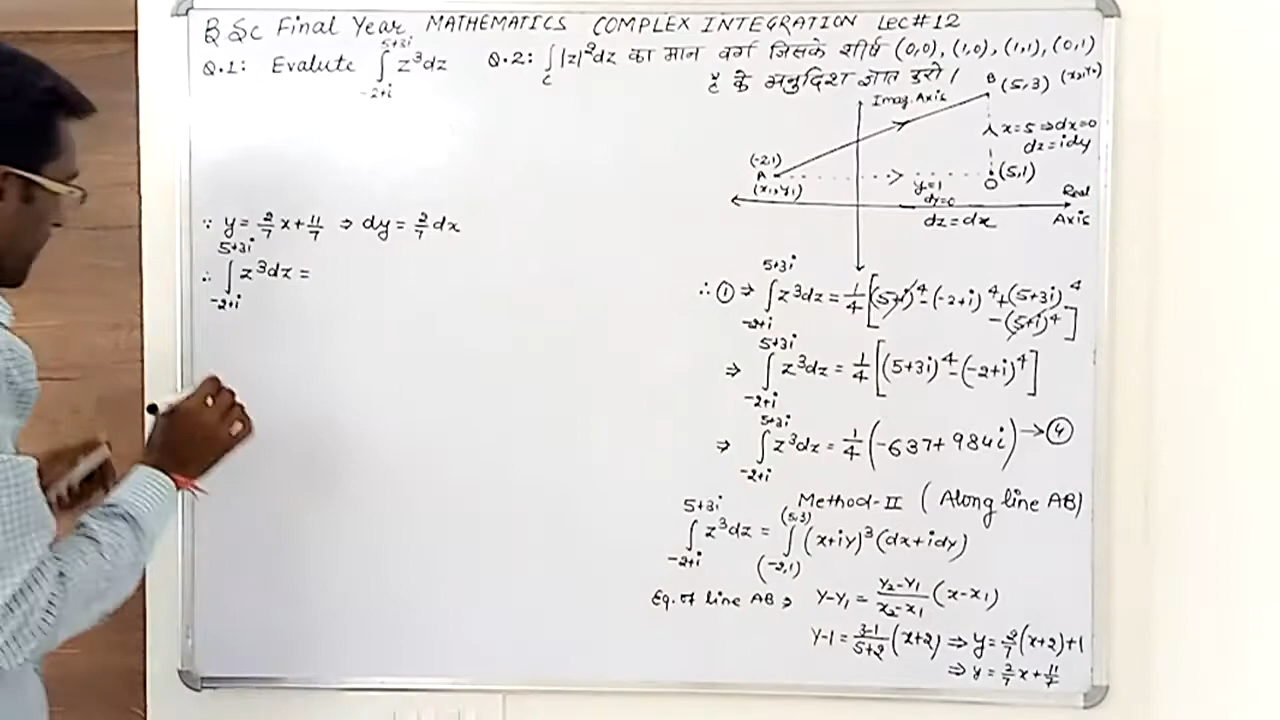 B Sc Final Year MATHEMATICS COMPLEX INTEGRATION Lec#12
Q.1: Evalute ∫_{-2+i}^{5+3i} z³dz
Q.2: ∫_C |z|²dz का मान वर्ग जिसके शीर्ष (0,0), (1,0), (1,1), (0,1)
है के अनुदिश ज्ञात करो।
B (5,3) (x₂,y₂)
Imag. Axis
x=5 ⇒ dx=0
dz=idy
(-2,1)
A
(x₁,y₁)
(5,1)
y=1
dy=0
dz=dx
Real
Axis
∵ y = 2/7 x + 11/7 ⇒ dy = 2/7 dx
∴ ∫_{-2+i}^{5+3i} z³dz =
∴ ① ⇒ ∫_{-2+i}^{5+3i} z³dz = 1/4 [(5+i)⁴ - (-2+i)⁴ + (5+3i)⁴
- (5+i)⁴]
⇒ ∫_{-2+i}^{5+3i} z³dz = 1/4 [(5+3i)⁴ - (-2+i)⁴]
⇒ ∫_{-2+i}^{5+3i} z³dz = 1/4 (-637+984i) → ④
Method-II (Along line AB)
∫_{-2+i}^{5+3i} z³dz = ∫_{(-2,1)}^{(5,3)} (x+iy)³(dx+idy)
Eq. of line AB ⇒ y-y₁ = (y₂-y₁)/(x₂-x₁) (x-x₁)
y-1 = (3-1)/(5+2) (x+2) ⇒ y = 2/7 (x+2)+1
⇒ y = 2/7 x + 11/7